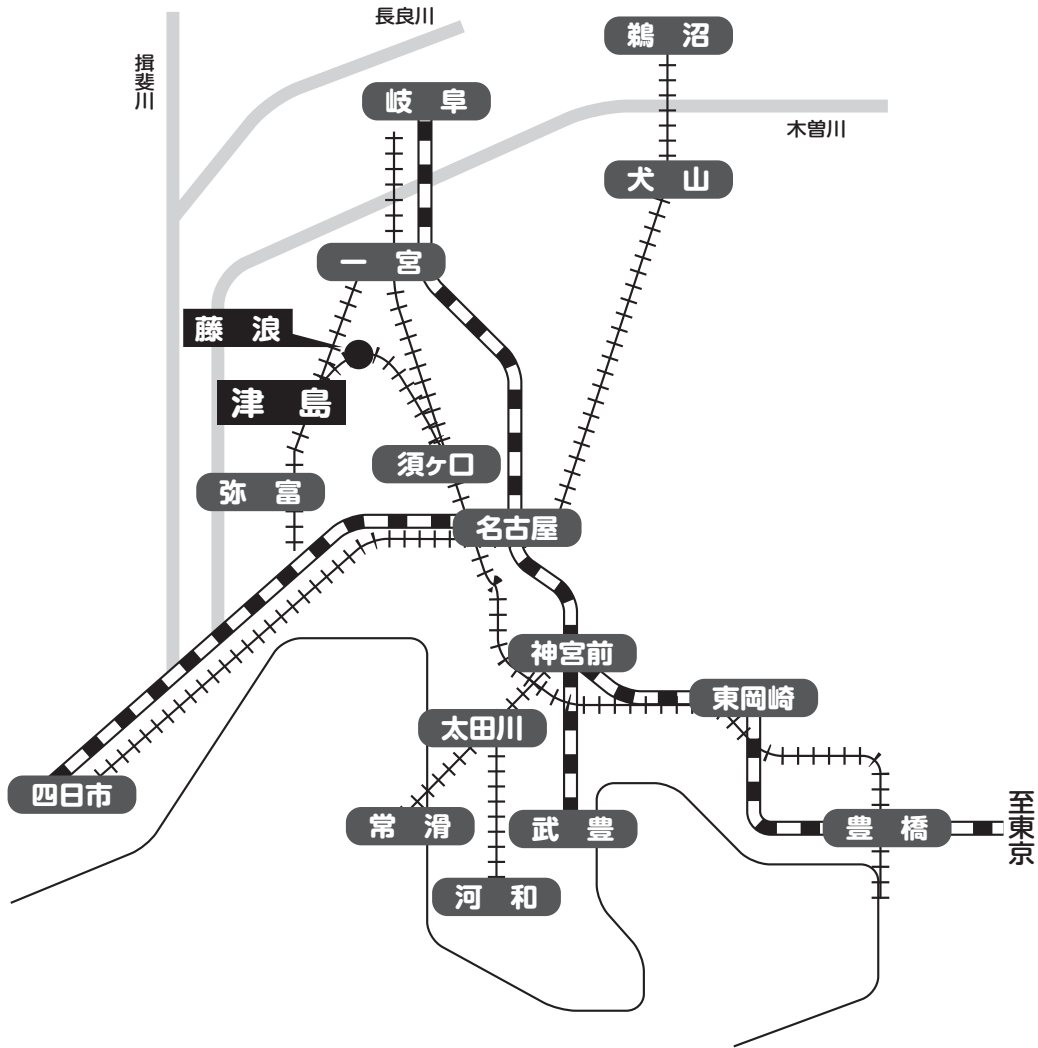 長良川
鵜 沼
揖斐川
岐 阜
木曽川
犬 山
一 宮
藤 浪
津 島
須ヶ口
弥 富
名古屋
神宮前
東岡崎
太田川
四日市
常 滑
武 豊
豊 橋
至東京
河 和